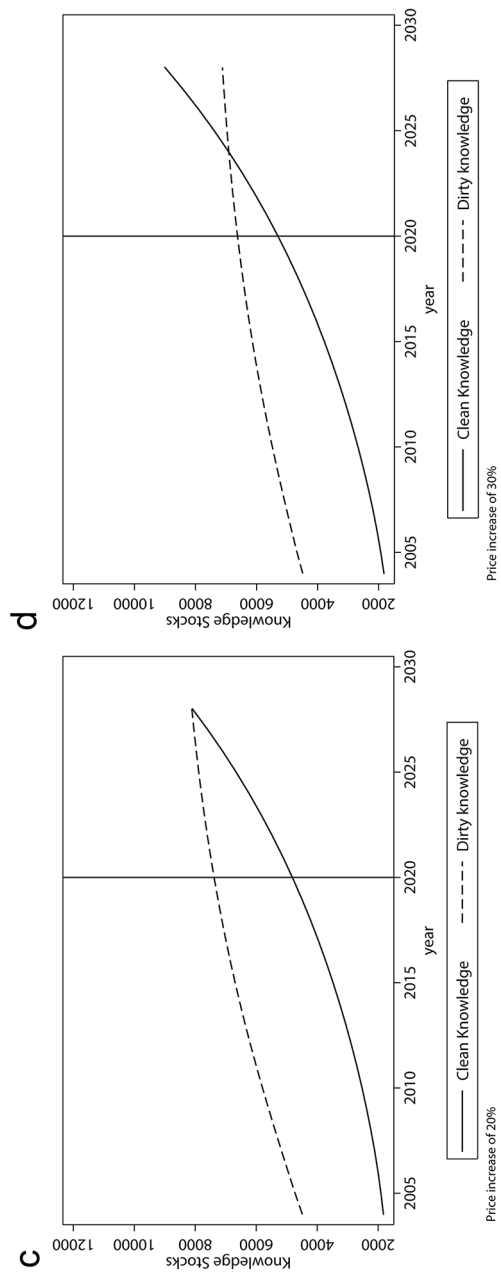 c
12000
10000
8000
6000
4000
2000
Knowledge Stocks
2005 2010 2015 2020 2025 2030
year
Clean Knowledge Dirty knowledge
Price increase of 20%
d
12000
10000
8000
6000
4000
2000
Knowledge Stocks
2005 2010 2015 2020 2025 2030
year
Clean Knowledge Dirty knowledge
Price increase of 30%